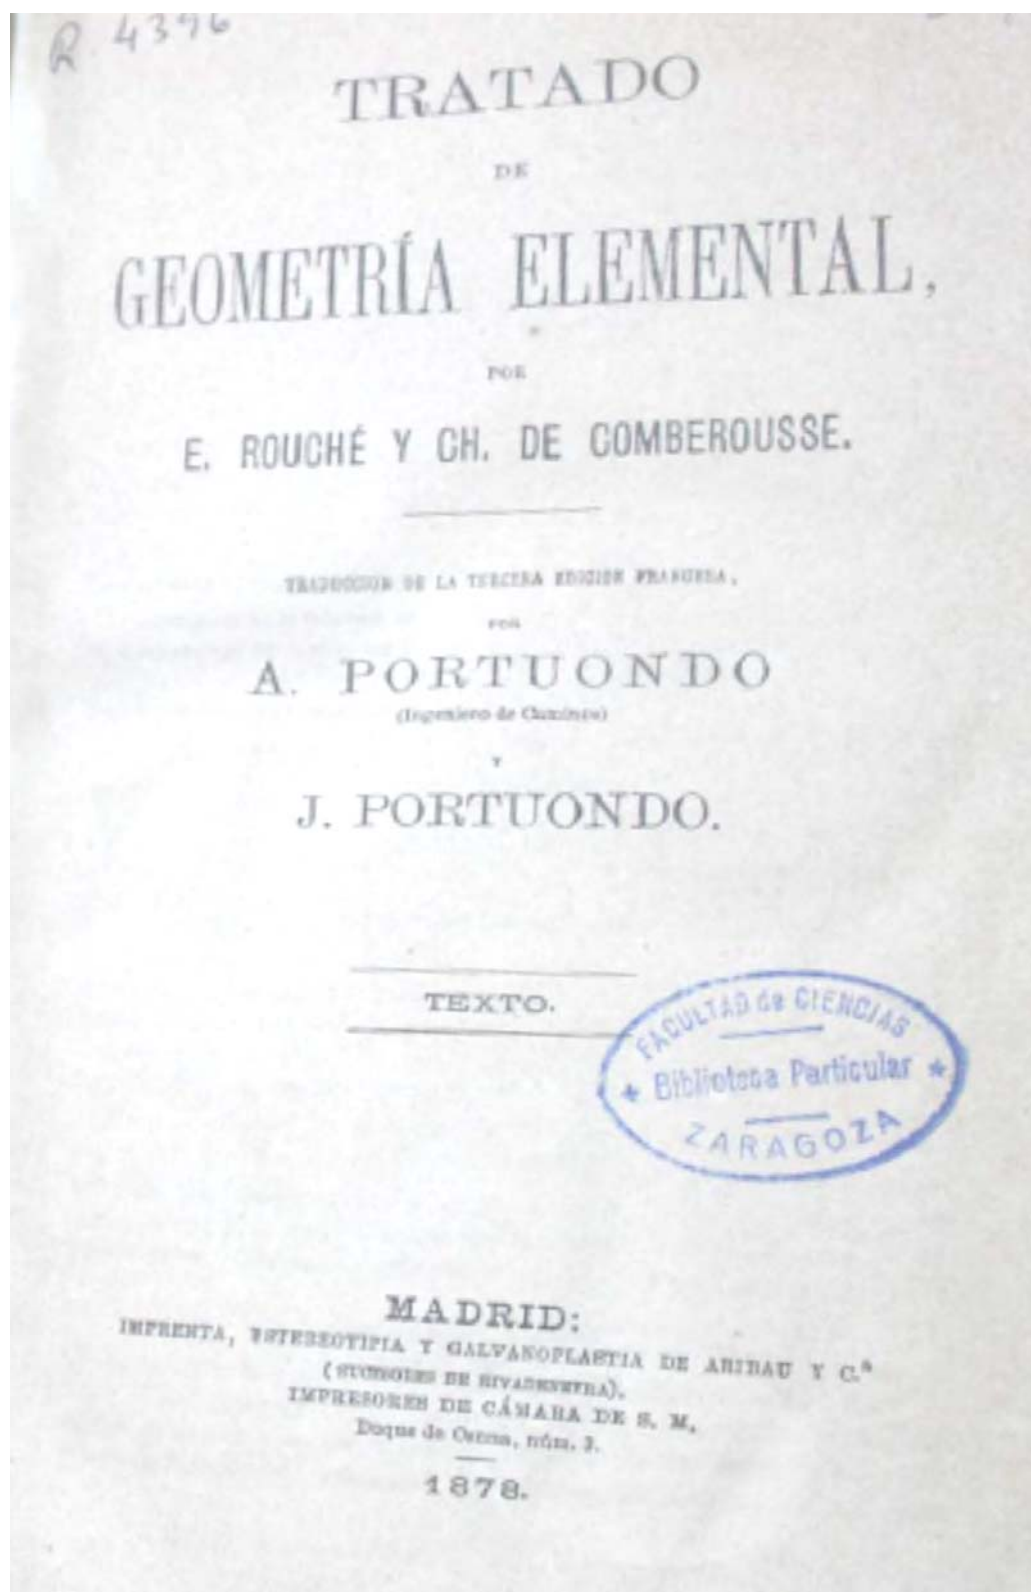 R 4396
TRATADO
DE
GEOMETRÍA ELEMENTAL,
POR
E. ROUCHÉ Y CH. DE COMBEROUSSE.
TRADUCCION DE LA TERCERA EDICION FRANCESA,
POR
A. PORTUONDO
(Ingeniero de Caminos)
Y
J. PORTUONDO.
TEXTO.
FACULTAD de CIENCIAS
Biblioteca Particular
ZARAGOZA
MADRID:
IMPRENTA, ESTEREOTIPIA Y GALVANOPLASTIA DE ARIBAU Y C.ª
(SUCESORES DE RIVADENEYRA),
IMPRESORES DE CÁMARA DE S. M.,
Duque de Osuna, núm. 3.
1878.